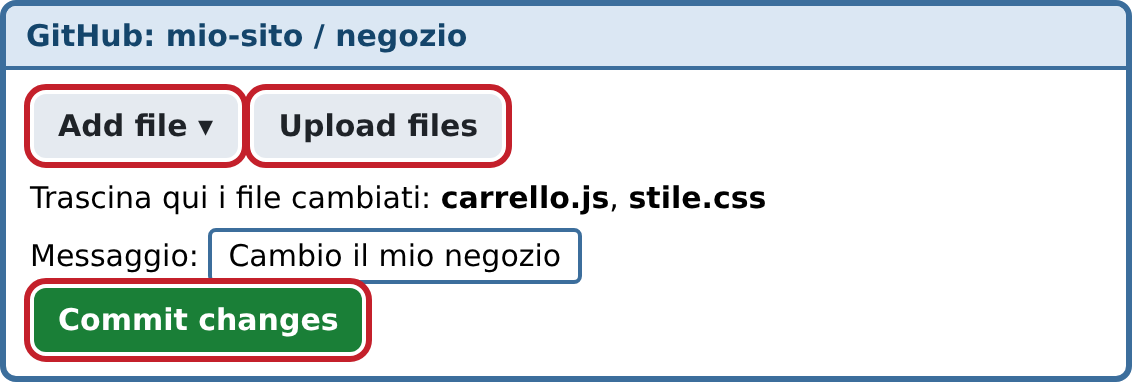 GitHub: mio-sito / negozio
Add file ▾ Upload files
Trascina qui i file cambiati: carrello.js, stile.css
Messaggio: Cambio il mio negozio
Commit changes